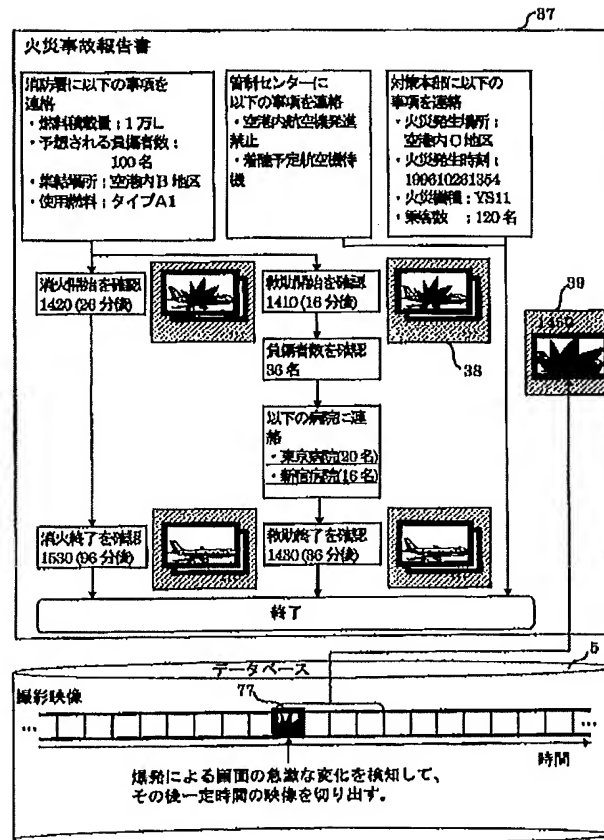 37
火災事故報告書
消防署に以下の事項を
連絡
・燃料積載量:1万L
・予想される負傷者数:
100名
・集結場所:空港内B地区
・使用燃料:タイプA1
管制センターに
以下の事項を連絡
・空港内航空機発進
禁止
・着陸予定航空機待
機
対策本部に以下の
事項を連絡
・火災発生場所:
空港内C地区
・火災発生時刻:
199610261354
・火災機種:YS11
・乗客数 :120名
消火開始を確認
1420(26分後)
救助開始を確認
1410(16分後)
38
39
負傷者数を確認
36名
以下の病院に連
絡
・東京病院(20名)
・新宿病院(16名)
消火終了を確認
1530(96分後)
救助終了を確認
1430(36分後)
終了
データベース
5
撮影映像
77
…
…
時間
爆発による画面の急激な変化を検知して、
その後一定時間の映像を切り出す。